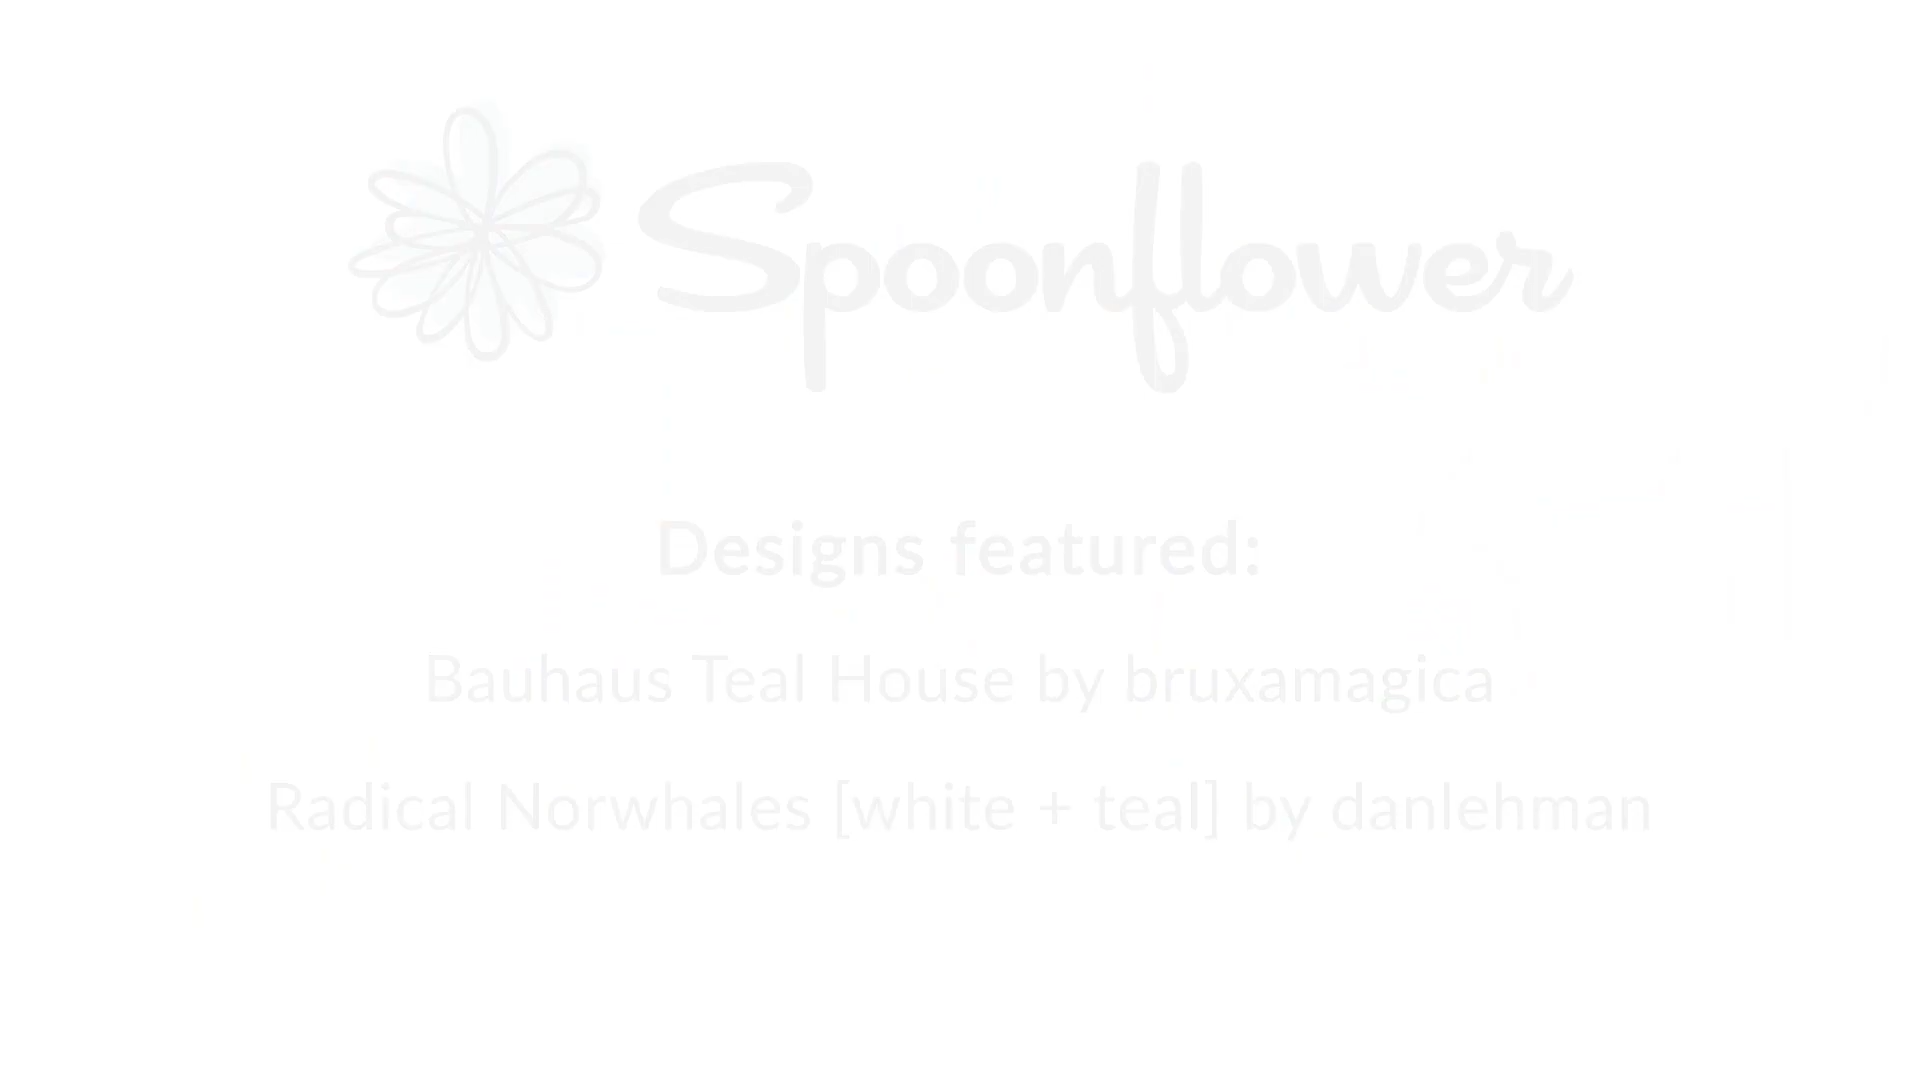 Spoonflower
Designs featured:
Bauhaus Teal House by bruxamagica
Radical Norwhales [white + teal] by danlehman